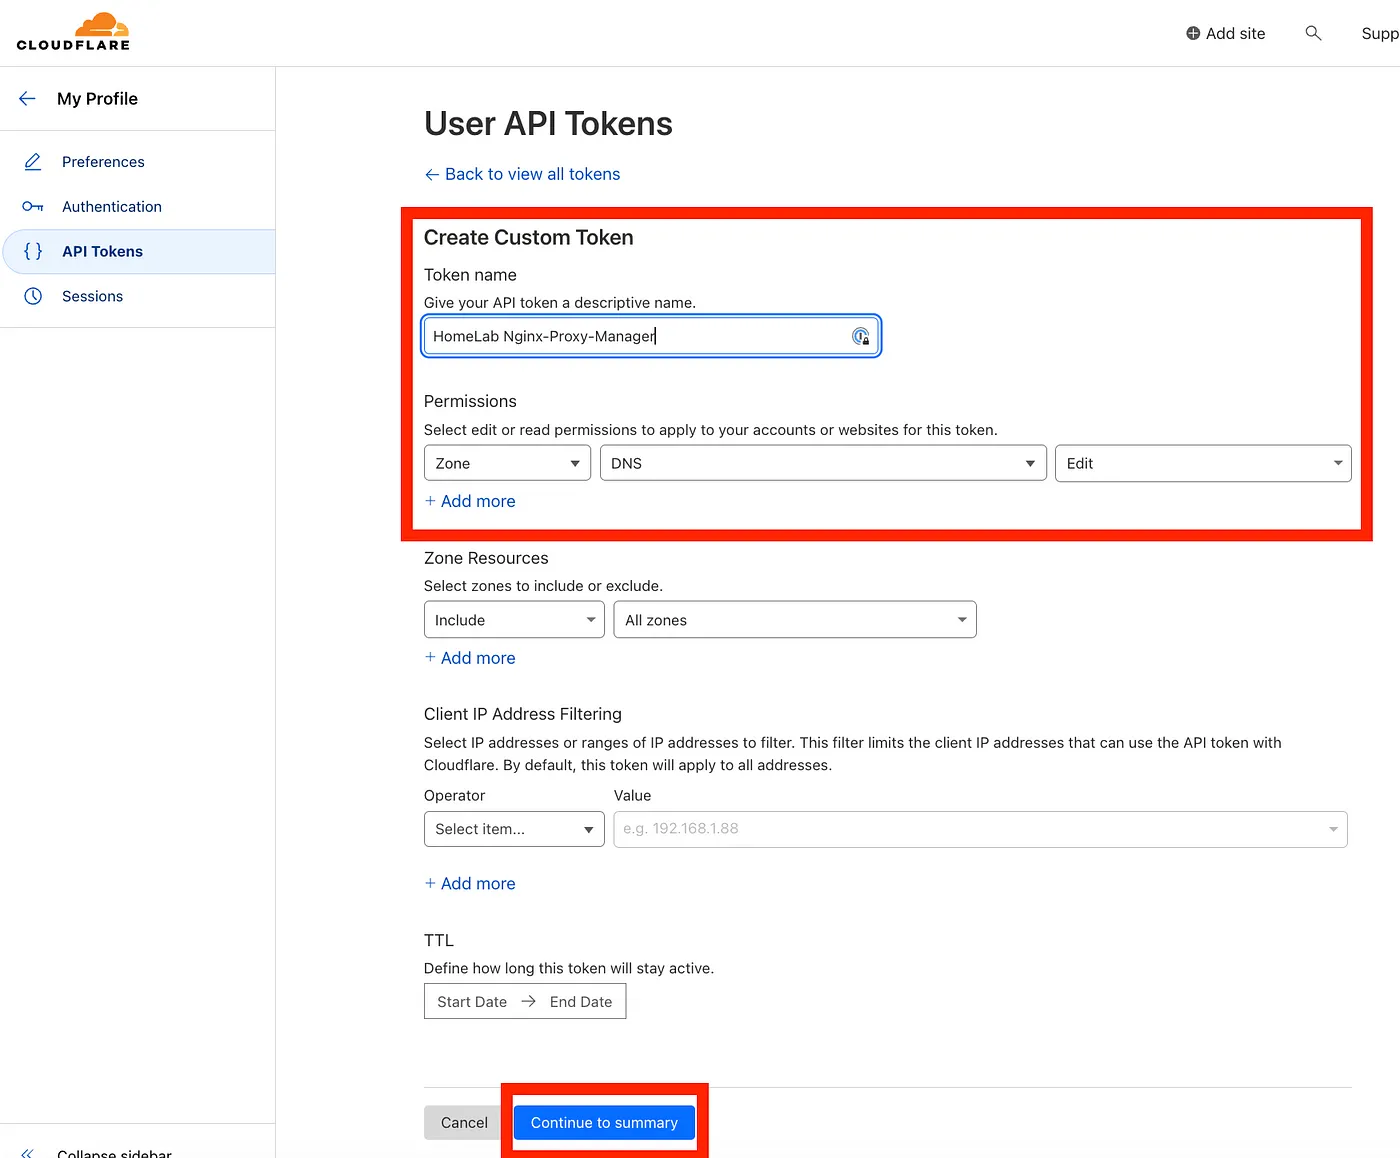 CLOUDFLARE
Add site
Supp
My Profile
Preferences
Authentication
API Tokens
Sessions
User API Tokens
Back to view all tokens
Create Custom Token
Token name
Give your API token a descriptive name.
HomeLab Nginx-Proxy-Manager
Permissions
Select edit or read permissions to apply to your accounts or websites for this token.
Zone DNS Edit
+ Add more
Zone Resources
Select zones to include or exclude.
Include All zones
+ Add more
Client IP Address Filtering
Select IP addresses or ranges of IP addresses to filter. This filter limits the client IP addresses that can use the API token with
Cloudflare. By default, this token will apply to all addresses.
Operator Value
Select item... e.g. 192.168.1.88
+ Add more
TTL
Define how long this token will stay active.
Start Date → End Date
Cancel Continue to summary
Collapse sidebar